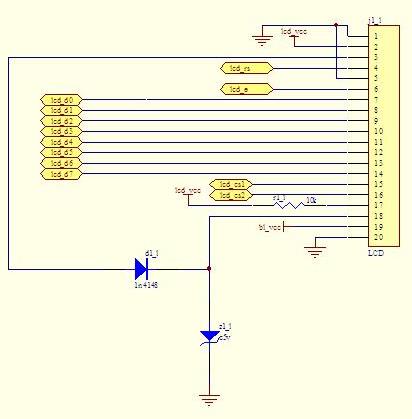 j1_1
lcd_vcc
1
2
3
lcd_rs
4
5
lcd_e
6
lcd_d0
7
lcd_d1
8
lcd_d2
9
lcd_d3
10
lcd_d4
11
lcd_d5
12
lcd_d6
13
lcd_d7
14
lcd_cs1
15
lcd_vcc
lcd_cs2
16
r1_1
10k
17
18
bl_vcc
19
20
d1_1
LCD
1n4148
z1_1